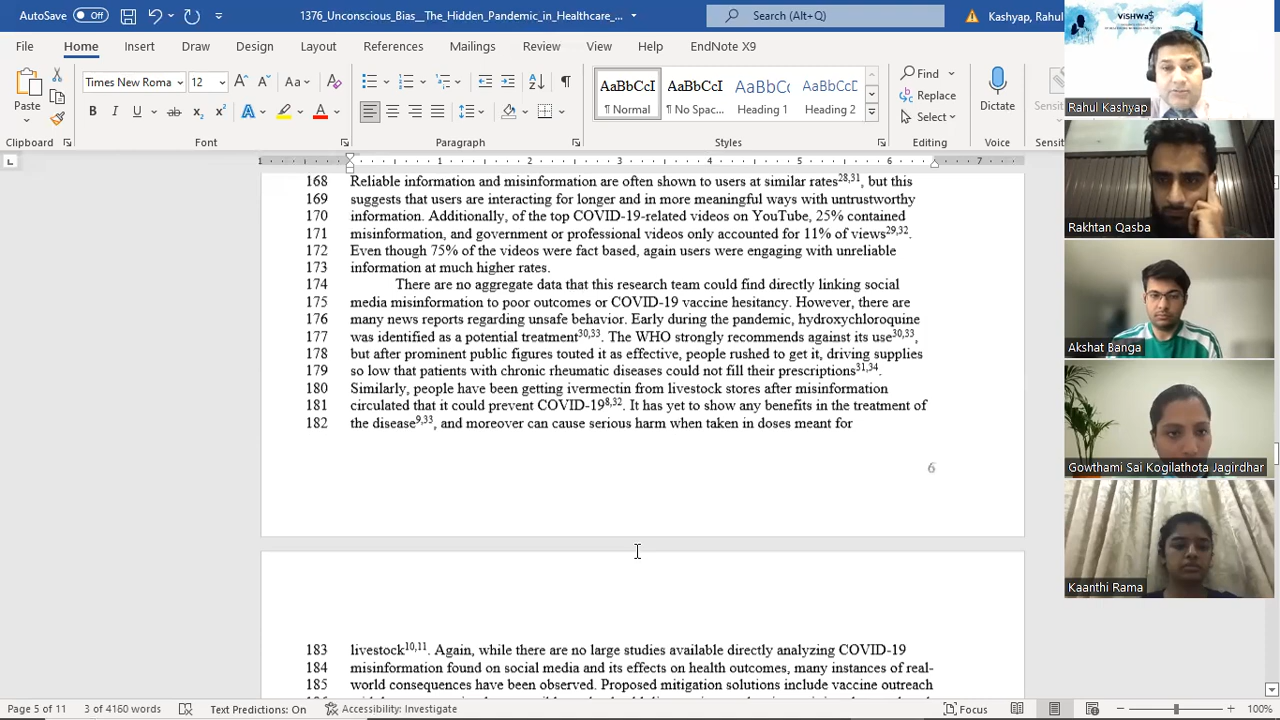 AutoSave Off 1376_Unconscious_Bias__The_Hidden_Pandemic_in_Healthcare_... Search (Alt+Q) Kashyap, Rahul
File Home Insert Draw Design Layout References Mailings Review View Help EndNote X9
Paste
Clipboard
Times New Roma 12
Font
Paragraph
AaBbCcI AaBbCcI AaBbC( AaBbCcD
¶ Normal ¶ No Spac... Heading 1 Heading 2
Styles
Find
Replace
Select
Editing
Dictate
Voice
Sensit
Sensit
168 Reliable information and misinformation are often shown to users at similar rates28,31, but this
169 suggests that users are interacting for longer and in more meaningful ways with untrustworthy
170 information. Additionally, of the top COVID-19-related videos on YouTube, 25% contained
171 misinformation, and government or professional videos only accounted for 11% of views29,32.
172 Even though 75% of the videos were fact based, again users were engaging with unreliable
173 information at much higher rates.
174 There are no aggregate data that this research team could find directly linking social
175 media misinformation to poor outcomes or COVID-19 vaccine hesitancy. However, there are
176 many news reports regarding unsafe behavior. Early during the pandemic, hydroxychloroquine
177 was identified as a potential treatment30,33. The WHO strongly recommends against its use30,33,
178 but after prominent public figures touted it as effective, people rushed to get it, driving supplies
179 so low that patients with chronic rheumatic diseases could not fill their prescriptions31,34.
180 Similarly, people have been getting ivermectin from livestock stores after misinformation
181 circulated that it could prevent COVID-198,32. It has yet to show any benefits in the treatment of
182 the disease9,33, and moreover can cause serious harm when taken in doses meant for
6
183 livestock10,11. Again, while there are no large studies available directly analyzing COVID-19
184 misinformation found on social media and its effects on health outcomes, many instances of real-
185 world consequences have been observed. Proposed mitigation solutions include vaccine outreach
Page 5 of 11 3 of 4160 words Text Predictions: On Accessibility: Investigate Focus 100%
ViSHWaS
Rahul Kashyap
Rakhtan Qasba
Akshat Banga
Gowthami Sai Kogilathota Jagirdhar
Kaanthi Rama